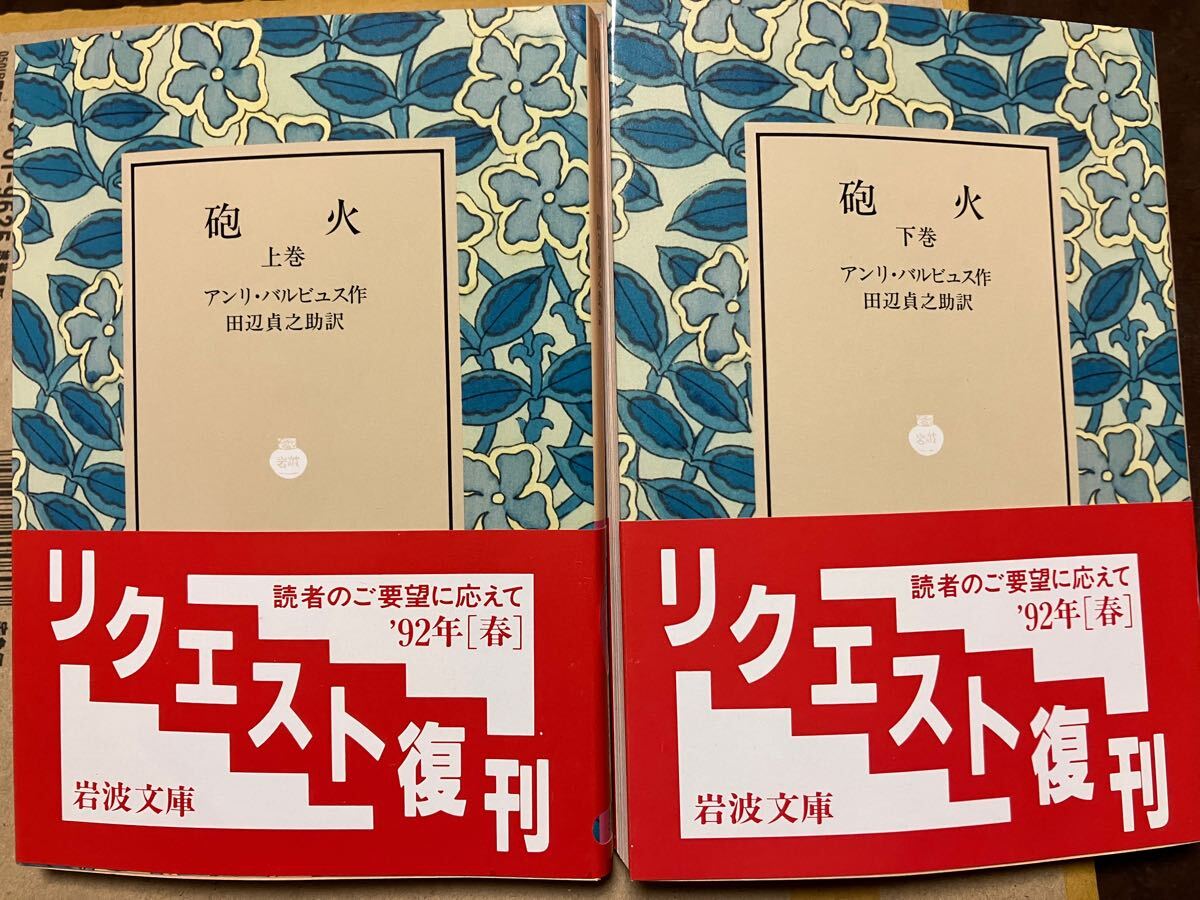 砲火
上巻
アンリ・バルビュス作
田辺貞之助訳
岩波
リクエスト復刊
読者のご要望に応えて
'92年[春]
岩波文庫
砲火
下巻
アンリ・バルビュス作
田辺貞之助訳
岩波
リクエスト復刊
読者のご要望に応えて
'92年[春]
岩波文庫